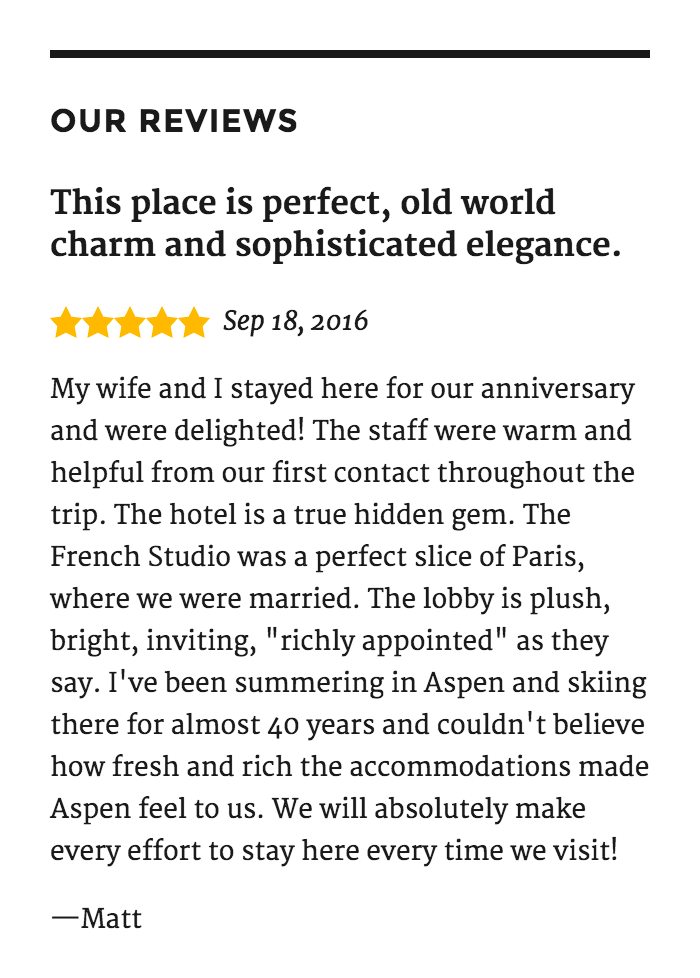 OUR REVIEWS
This place is perfect, old world
charm and sophisticated elegance.
Sep 18, 2016
My wife and I stayed here for our anniversary
and were delighted! The staff were warm and
helpful from our first contact throughout the
trip. The hotel is a true hidden gem. The
French Studio was a perfect slice of Paris,
where we were married. The lobby is plush,
bright, inviting, "richly appointed" as they
say. I've been summering in Aspen and skiing
there for almost 40 years and couldn't believe
how fresh and rich the accommodations made
Aspen feel to us. We will absolutely make
every effort to stay here every time we visit!
—Matt